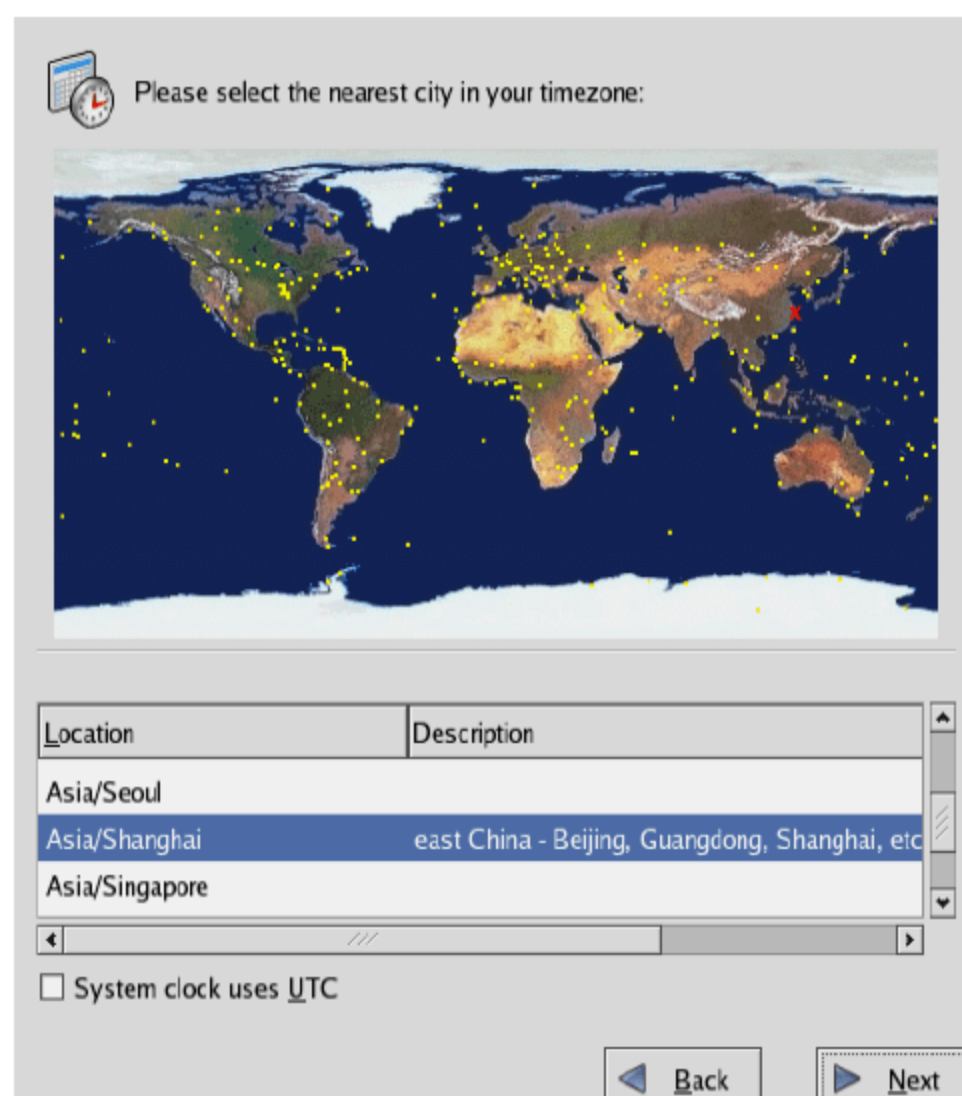 Please select the nearest city in your timezone:
x
Location Description
Asia/Seoul
Asia/Shanghai east China - Beijing, Guangdong, Shanghai, etc
Asia/Singapore
System clock uses UTC
Back Next